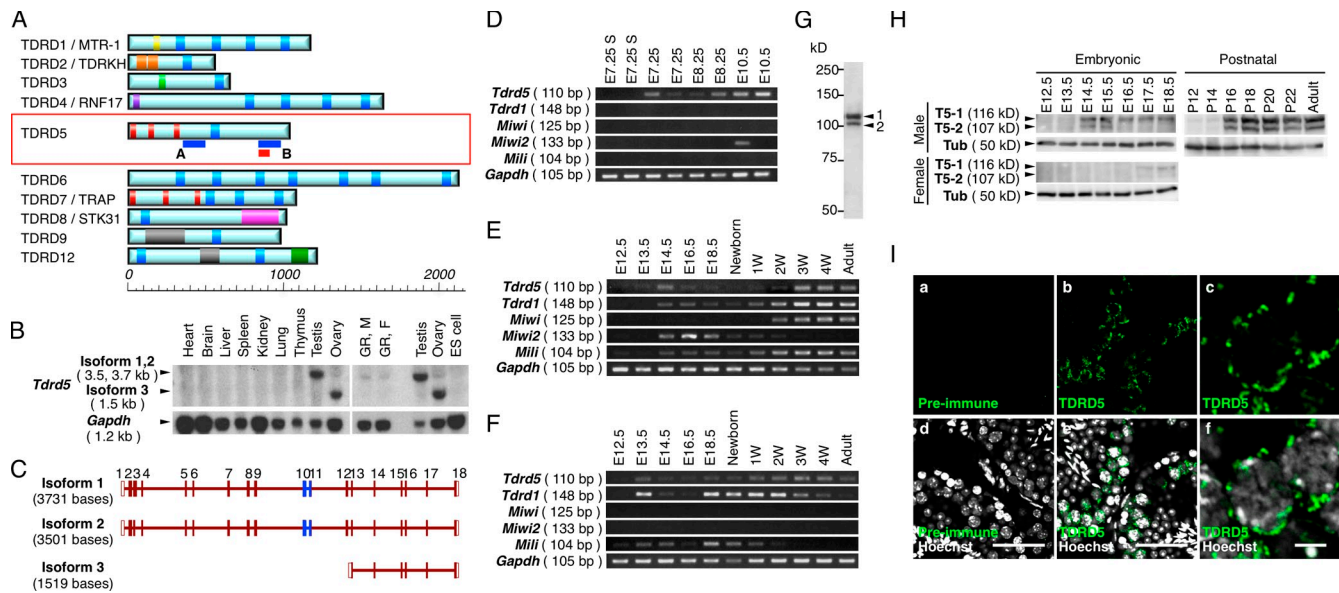 A
TDRD1 / MTR-1
TDRD2 / TDRKH
TDRD3
TDRD4 / RNF17
TDRD5
A B
TDRD6
TDRD7 / TRAP
TDRD8 / STK31
TDRD9
TDRD12
0 1000 2000
B
Heart Brain Liver Spleen Kidney Lung Thymus Testis Ovary GR, M GR, F Testis Ovary ES cell
Isoform 1,2
( 3.5, 3.7 kb )
Tdrd5
Isoform 3
( 1.5 kb )
Gapdh
( 1.2 kb )
C
1 2 3 4 5 6 7 8 9 10 11 12 13 14 15 16 17 18
Isoform 1
(3731 bases)
Isoform 2
(3501 bases)
Isoform 3
(1519 bases)
D
E7.25 S E7.25 S E7.25 E7.25 E8.25 E8.25 E10.5 E10.5
Tdrd5 ( 110 bp )
Tdrd1 ( 148 bp )
Miwi ( 125 bp )
Miwi2 ( 133 bp )
Mili ( 104 bp )
Gapdh ( 105 bp )
E
E12.5 E13.5 E14.5 E16.5 E18.5 Newborn 1W 2W 3W 4W Adult
Tdrd5 ( 110 bp )
Tdrd1 ( 148 bp )
Miwi ( 125 bp )
Miwi2 ( 133 bp )
Mili ( 104 bp )
Gapdh ( 105 bp )
F
E12.5 E13.5 E14.5 E16.5 E18.5 Newborn 1W 2W 3W 4W Adult
Tdrd5 ( 110 bp )
Tdrd1 ( 148 bp )
Miwi ( 125 bp )
Miwi2 ( 133 bp )
Mili ( 104 bp )
Gapdh ( 105 bp )
G
kD
250
150
1
100 2
75
50
H
Embryonic Postnatal
E12.5 E13.5 E14.5 E15.5 E16.5 E17.5 E18.5 P12 P14 P16 P18 P20 P22 Adult
Male
T5-1 (116 kD)
T5-2 (107 kD)
Tub ( 50 kD)
Female
T5-1 (116 kD)
T5-2 (107 kD)
Tub ( 50 kD)
I
a b c
Pre-immune TDRD5 TDRD5
d e f
Pre-immune TDRD5 TDRD5
Hoechst Hoechst Hoechst